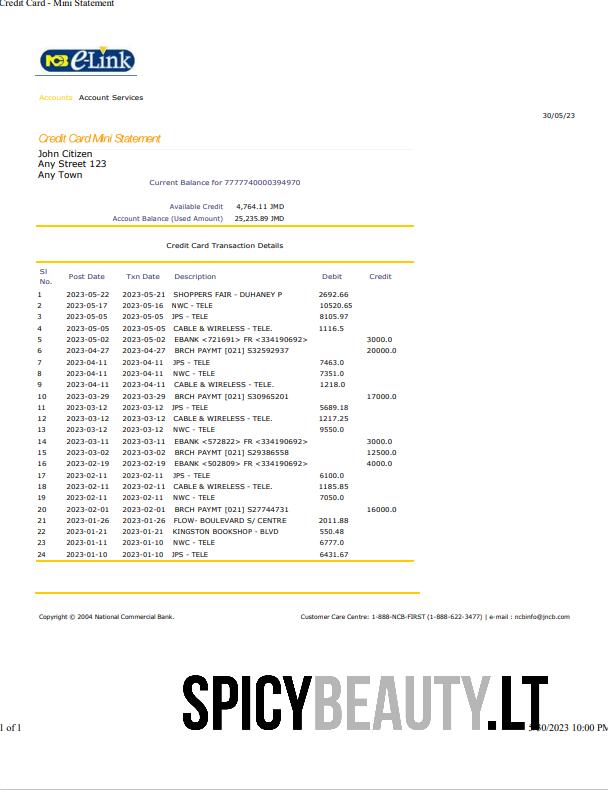 Credit Card - Mini Statement
NCB e-Link
Accounts Account Services
30/05/23
Credit Card Mini Statement
John Citizen
Any Street 123
Any Town
Current Balance for 7777740000394970
Available Credit 4,764.11 JMD
Account Balance (Used Amount) 25,235.89 JMD
Credit Card Transaction Details
Sl No. Post Date Txn Date Description Debit Credit
1 2023-05-22 2023-05-21 SHOPPERS FAIR - DUHANEY P 2692.66
2 2023-05-17 2023-05-16 NWC - TELE 10520.65
3 2023-05-05 2023-05-05 JPS - TELE 8105.97
4 2023-05-05 2023-05-05 CABLE & WIRELESS - TELE. 1116.5
5 2023-05-02 2023-05-02 EBANK <721691> FR <334190692> 3000.0
6 2023-04-27 2023-04-27 BRCH PAYMT [021] S32592937 20000.0
7 2023-04-11 2023-04-11 JPS - TELE 7463.0
8 2023-04-11 2023-04-11 NWC - TELE 7351.0
9 2023-04-11 2023-04-11 CABLE & WIRELESS - TELE. 1218.0
10 2023-03-29 2023-03-29 BRCH PAYMT [021] S30965201 17000.0
11 2023-03-12 2023-03-12 JPS - TELE 5689.18
12 2023-03-12 2023-03-12 CABLE & WIRELESS - TELE. 1217.25
13 2023-03-12 2023-03-12 NWC - TELE 9550.0
14 2023-03-11 2023-03-11 EBANK <572822> FR <334190692> 3000.0
15 2023-03-02 2023-03-02 BRCH PAYMT [021] S29386558 12500.0
16 2023-02-19 2023-02-19 EBANK <502809> FR <334190692> 4000.0
17 2023-02-11 2023-02-11 JPS - TELE 6100.0
18 2023-02-11 2023-02-11 CABLE & WIRELESS - TELE. 1185.85
19 2023-02-11 2023-02-11 NWC - TELE 7050.0
20 2023-02-01 2023-02-01 BRCH PAYMT [021] S27744731 16000.0
21 2023-01-26 2023-01-26 FLOW- BOULEVARD S/ CENTRE 2011.88
22 2023-01-21 2023-01-21 KINGSTON BOOKSHOP - BLVD 550.48
23 2023-01-11 2023-01-10 NWC - TELE 6777.0
24 2023-01-10 2023-01-10 JPS - TELE 6431.67
Copyright © 2004 National Commercial Bank. Customer Care Centre: 1-888-NCB-FIRST (1-888-622-3477) | e-mail : ncbinfo@jncb.com
SPICYBEAUTY.LT
1 of 1 5/30/2023 10:00 PM